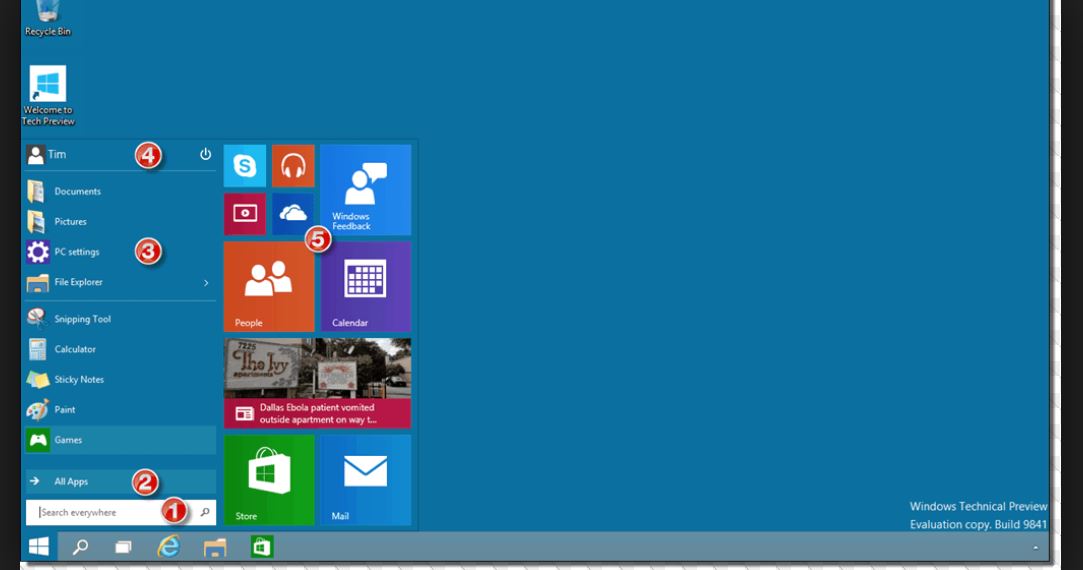 Recycle Bin
Welcome to
Tech Preview
Tim
4
Documents
Pictures
PC settings
3
File Explorer
Snipping Tool
Calculator
Sticky Notes
Paint
Games
All Apps
2
Search everywhere
1
S
Windows
Feedback
5
People
Calendar
7225
The Ivy
apartments
Dallas Ebola patient vomited
outside apartment on way t...
Store
Mail
Windows Technical Preview
Evaluation copy. Build 9841